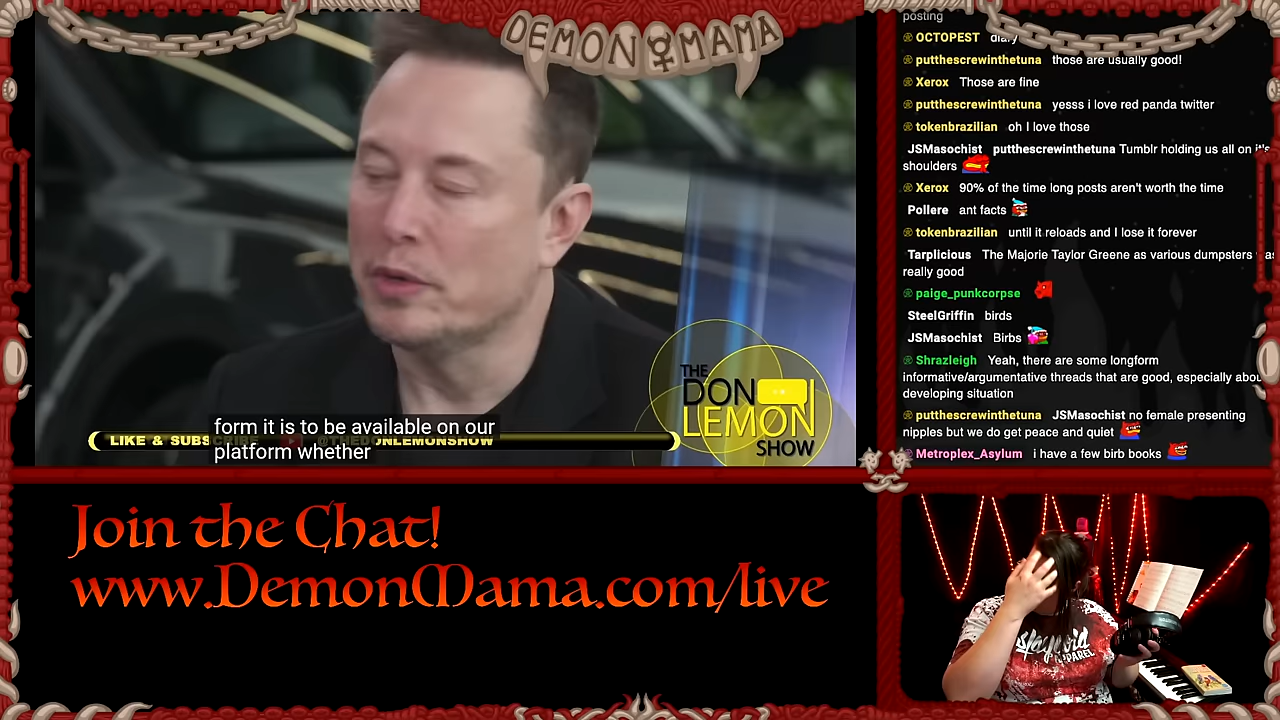 DEMON MAMA
form it is to be available on our
platform whether
LIKE & SUBSCRIBE @THEDONLEMONSHOW
THE
DON
LEMON
SHOW
posting
OCTOPEST diary
putthescrewinthetuna those are usually good!
Xerox Those are fine
putthescrewinthetuna yesss i love red panda twitter
tokenbrazilian oh I love those
JSMasochist putthescrewinthetuna Tumblr holding us all on it's
shoulders
Xerox 90% of the time long posts aren't worth the time
Pollere ant facts
tokenbrazilian until it reloads and I lose it forever
Tarplicious The Majorie Taylor Greene as various dumpsters
really good
paige_punkcorpse
SteelGriffin birds
JSMasochist Birbs
Shrazleigh Yeah, there are some longform
informative/argumentative threads that are good, especially
developing situation
putthescrewinthetuna JSMasochist no female presenting
nipples but we do get peace and quiet
Metroplex_Asylum i have a few birb books
Join the Chat!
www.DemonMama.com/live
APPAREL